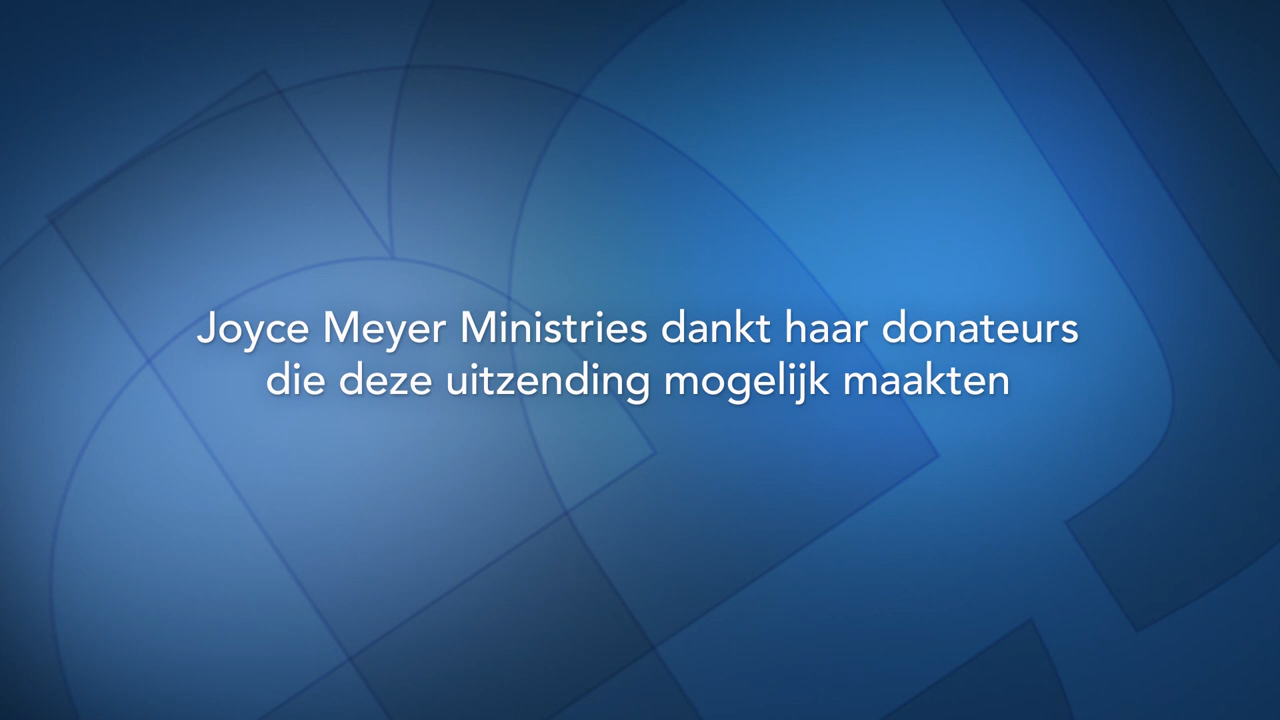 Joyce Meyer Ministries dankt haar donateurs
die deze uitzending mogelijk maakten